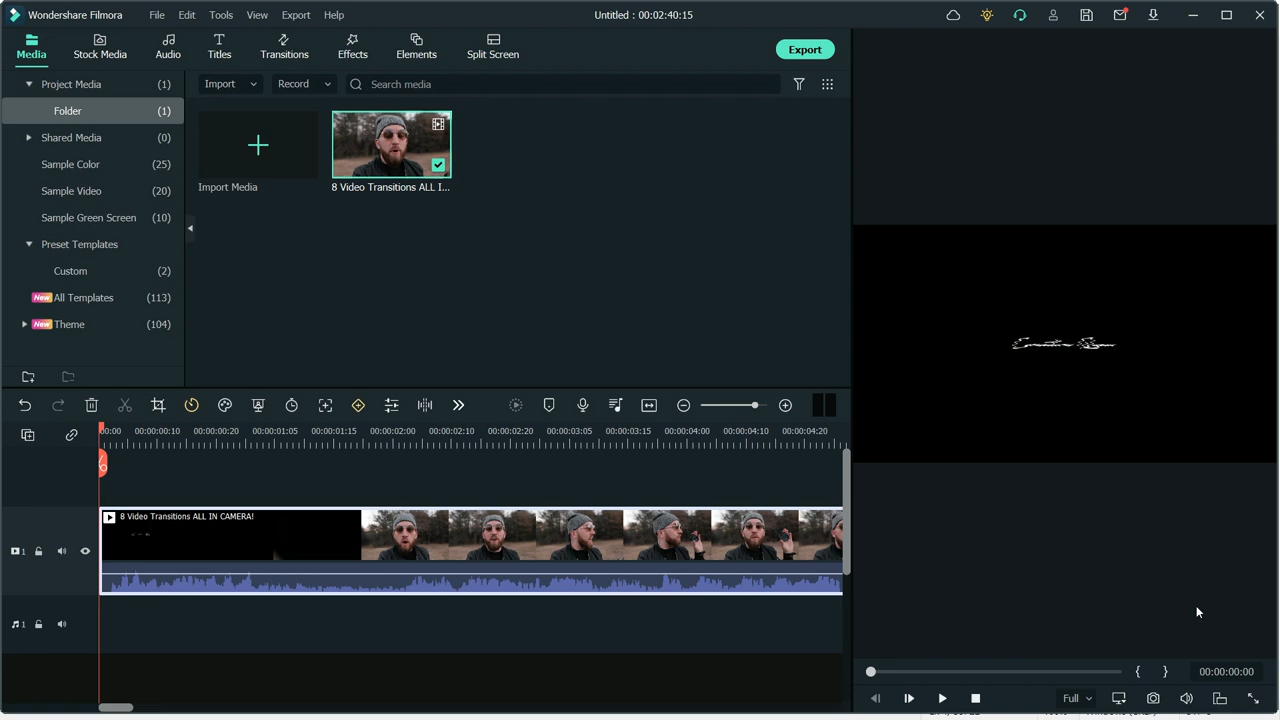 Wondershare Filmora
File Edit Tools View Export Help
Untitled : 00:02:40:15
Media Stock Media Audio Titles Transitions Effects Elements Split Screen
Export
Project Media (1)
Folder (1)
Shared Media (0)
Sample Color (25)
Sample Video (20)
Sample Green Screen (10)
Preset Templates
Custom (2)
New All Templates (113)
New Theme (104)
Import Record Search media
Import Media
8 Video Transitions ALL I...
00:00 00:00:00:10 00:00:00:20 00:00:01:05 00:00:01:15 00:00:02:00 00:00:02:10 00:00:02:20 00:00:03:05 00:00:03:15 00:00:04:00 00:00:04:10 00:00:04:20
8 Video Transitions ALL IN CAMERA!
1
1
{ } 00:00:00:00
Full